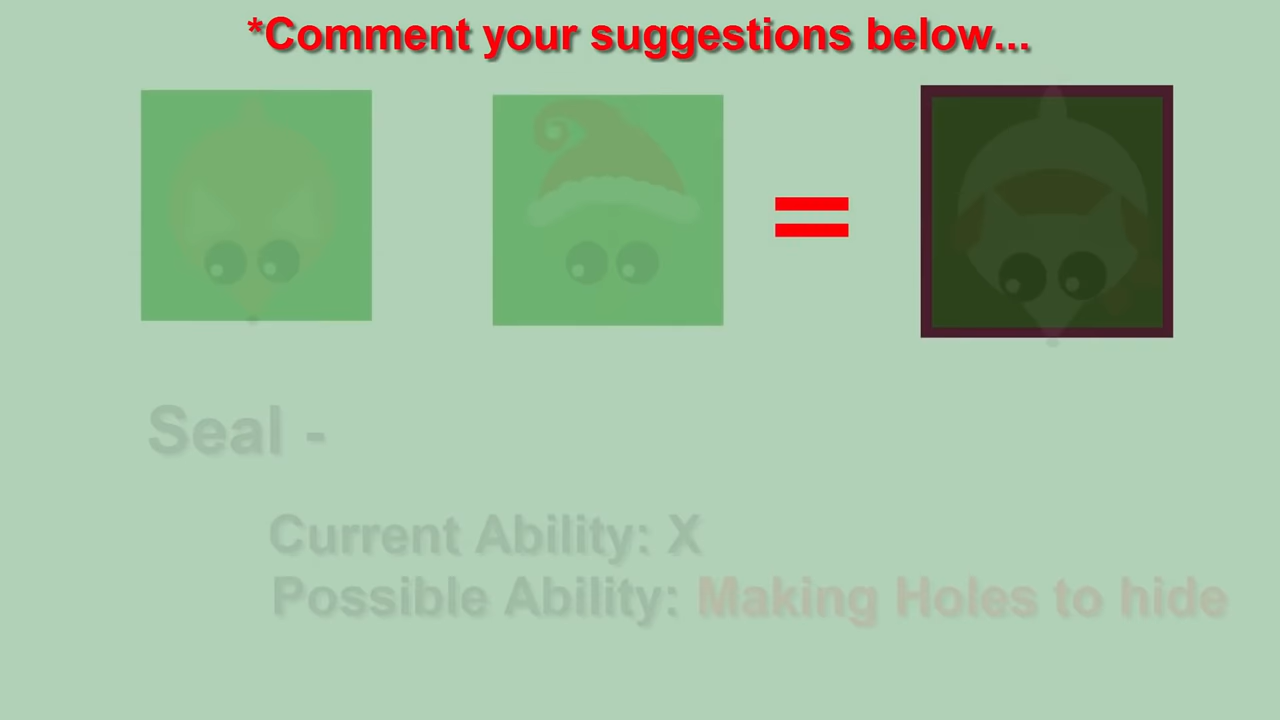 *Comment your suggestions below...
=
Seal -
Current Ability: X
Possible Ability: Making Holes to hide